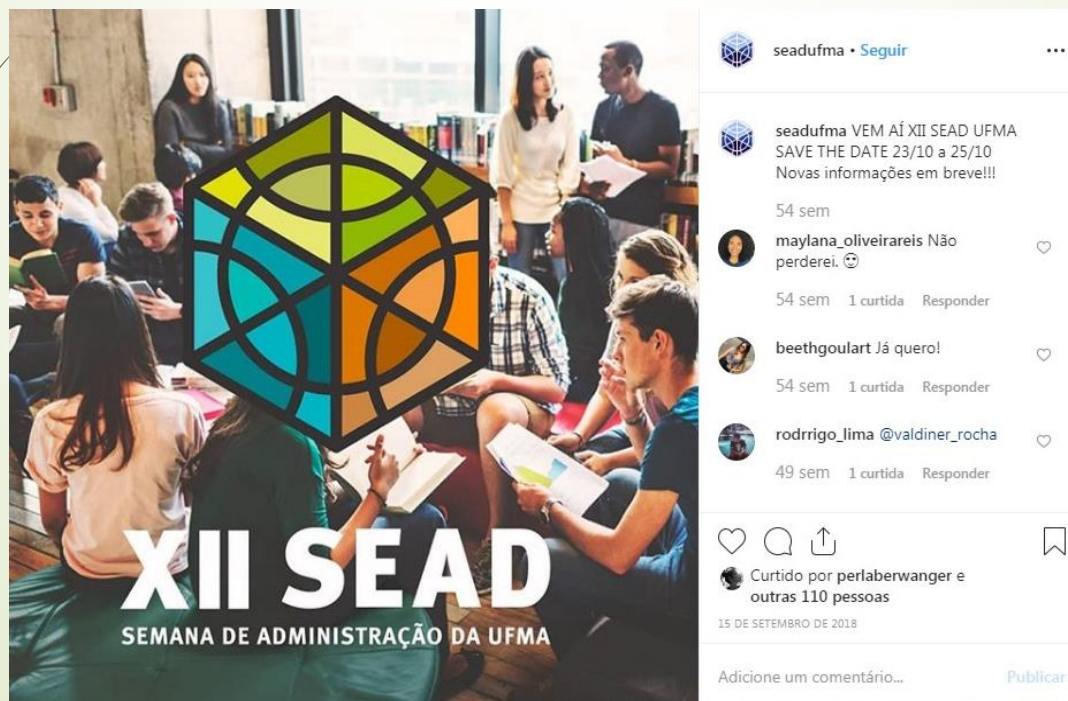 XII SEAD
SEMANA DE ADMINISTRAÇÃO DA UFMA
seadufma • Seguir
seadufma VEM AÍ XII SEAD UFMA
SAVE THE DATE 23/10 a 25/10
Novas informações em breve!!!
54 sem
maylana_oliveirareis Não
perderei.
54 sem 1 curtida Responder
beethgoulart Já quero!
54 sem 1 curtida Responder
rodrrigo_lima @valdiner_rocha
49 sem 1 curtida Responder
Curtido por perlaberwanger e
outras 110 pessoas
15 DE SETEMBRO DE 2018
Adicione um comentário... Publicar